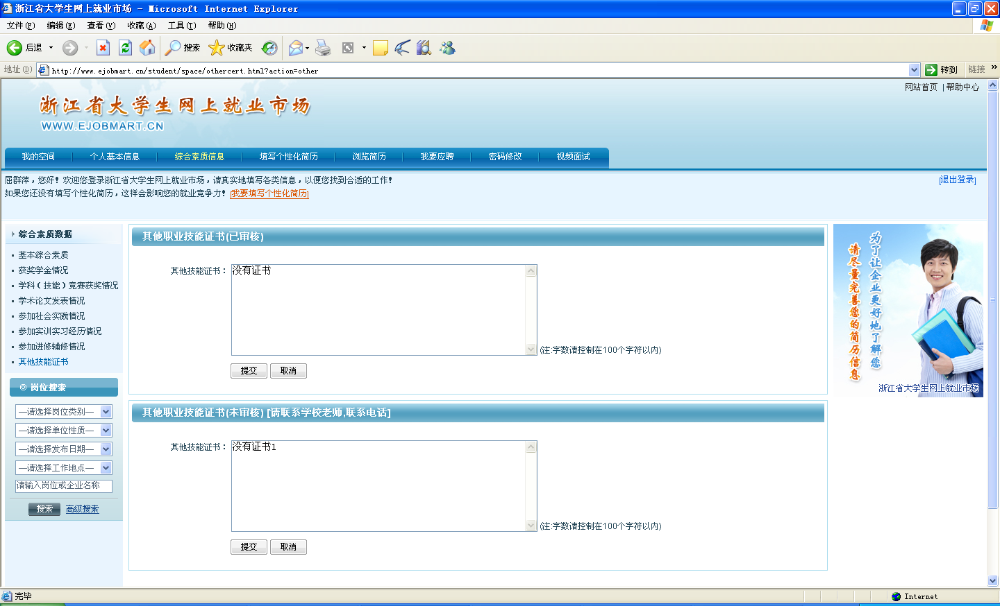 浙江省大学生网上就业市场 - Microsoft Internet Explorer
文件(F) 编辑(E) 查看(V) 收藏(A) 工具(T) 帮助(H)
后退 搜索 收藏夹
地址(D) http://www.ejobmart.cn/student/space/othercert.html?action=other 转到 链接 »
网站首页 | 帮助中心
浙江省大学生网上就业市场
WWW.EJOBMART.CN
我的空间 个人基本信息 综合素质信息 填写个性化简历 浏览简历 我要应聘 密码修改 视频面试
屈群萍，您好！欢迎您登录浙江省大学生网上就业市场，请真实地填写各类信息，以便您找到合适的工作！ [退出登录]
如果您还没有填写个性化简历，这样会影响您的就业竞争力！[我要填写个性化简历]
综合素质数据
基本综合素质
获奖学金情况
学科（技能）竞赛获奖情况
学术论文发表情况
参加社会实践情况
参加实训实习经历情况
参加进修辅修情况
其他技能证书
岗位搜索
—请选择岗位类别—
—请选择单位性质—
—请选择发布日期—
—请选择工作地点—
请输入岗位或企业名称
搜索 高级搜索
其他职业技能证书(已审核)
其他技能证书： 没有证书
(注:字数请控制在100个字符以内)
提交 取消
其他职业技能证书(未审核) [请联系学校老师,联系电话]
其他技能证书： 没有证书1
(注:字数请控制在100个字符以内)
提交 取消
为了让企业更好地了解您
请尽量完善您的简历信息
浙江省大学生网上就业市场
完毕 Internet